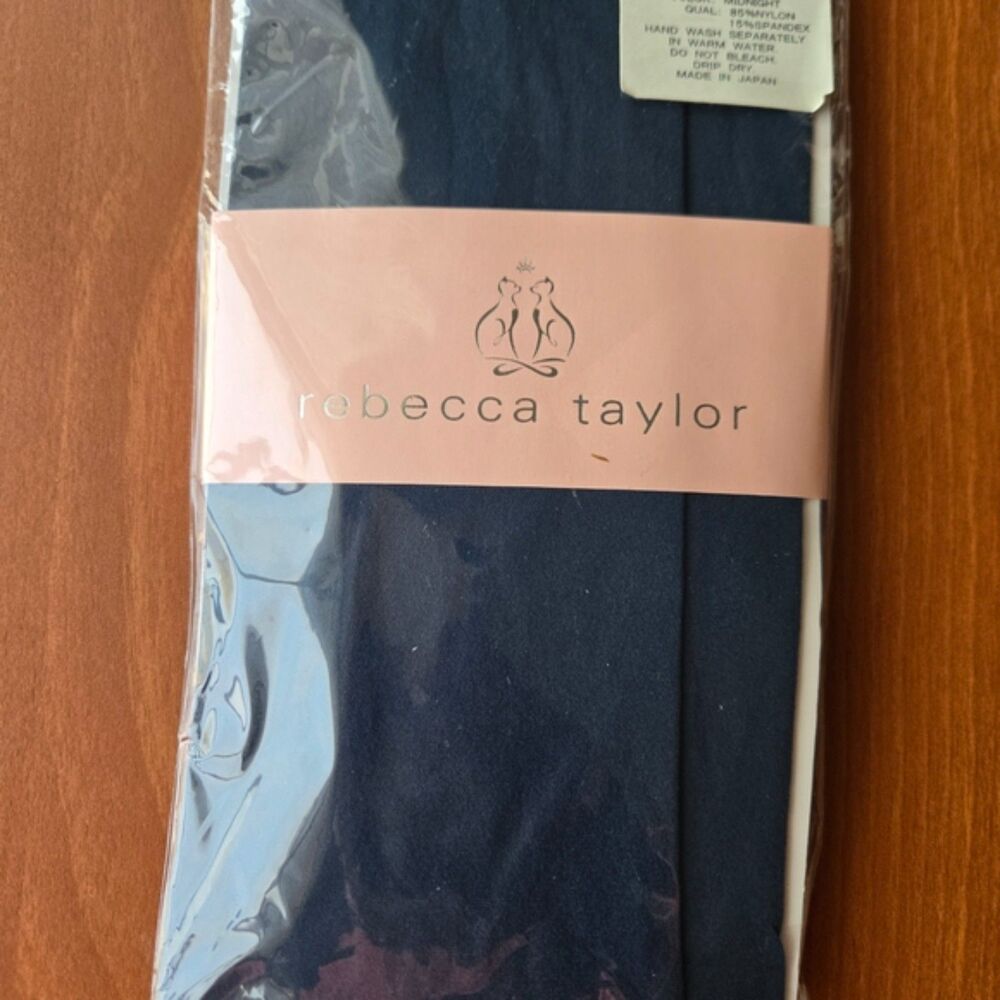 MIDNIGHT
QUAL: 85%NYLON
15%SPANDEX
HAND WASH SEPARATELY
IN WARM WATER.
DO NOT BLEACH.
DRIP DRY
MADE IN JAPAN
rebecca taylor